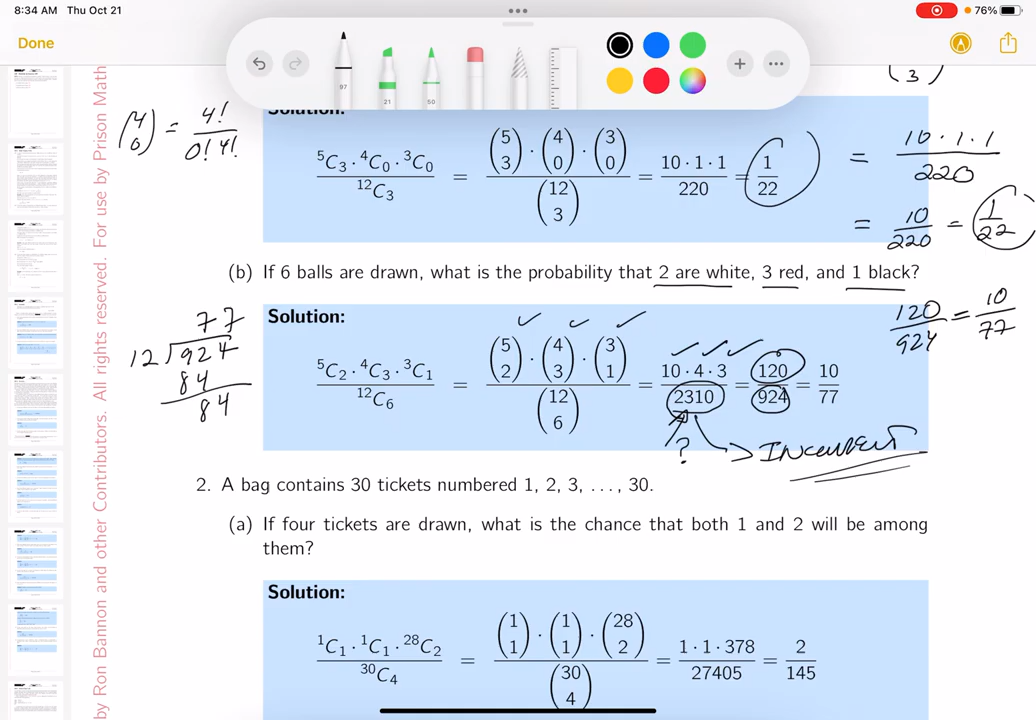 8:34 AM Thu Oct 21
76%
Done
97
21
50
( 3 )
by Ron Bannon and other Contributors. All rights reserved. For use by Prison Math
Solution:
(4 0) = 4! / 0! 4!
⁵C₃ · ⁴C₀ · ³C₀ / ¹²C₃ = (5 3) · (4 0) · (3 0) / (12 3) = 10 · 1 · 1 / 220 = 1 / 22
= 10 · 1 · 1 / 220
= 10 / 220 = 1 / 22
(b) If 6 balls are drawn, what is the probability that 2 are white, 3 red, and 1 black?
Solution:
120 / 924 = 10 / 77
77
12 ) 924
84
84
⁵C₂ · ⁴C₃ · ³C₁ / ¹²C₆ = (5 2) · (4 3) · (3 1) / (12 6) = 10 · 4 · 3 / 2310 = 120 / 924 = 10 / 77
? → INCORRECT
2. A bag contains 30 tickets numbered 1, 2, 3, . . . , 30.
(a) If four tickets are drawn, what is the chance that both 1 and 2 will be among
them?
Solution:
¹C₁ · ¹C₁ · ²⁸C₂ / ³⁰C₄ = (1 1) · (1 1) · (28 2) / (30 4) = 1 · 1 · 378 / 27405 = 2 / 145